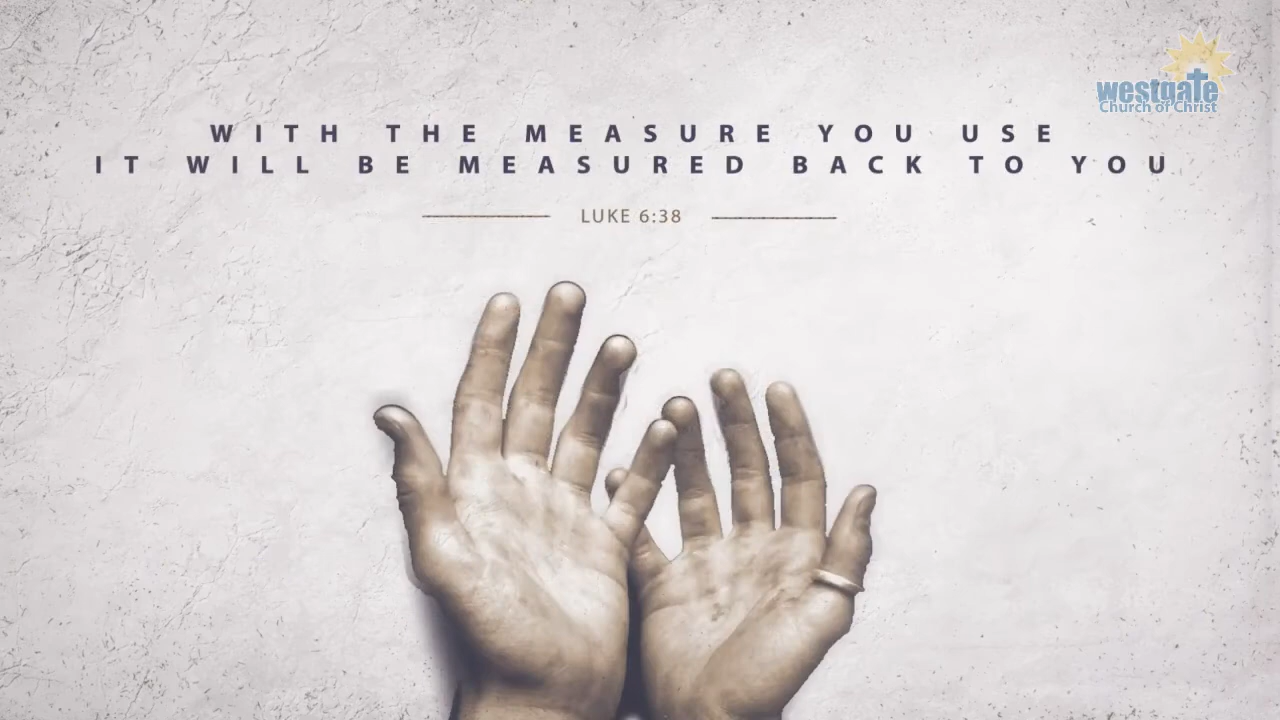 westgate
Church of Christ
WITH THE MEASURE YOU USE
IT WILL BE MEASURED BACK TO YOU
LUKE 6:38